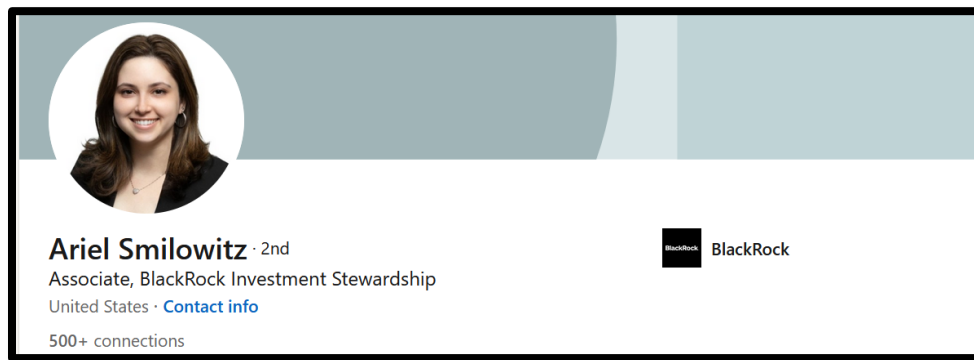 Ariel Smilowitz · 2nd
BlackRock
BlackRock
Associate, BlackRock Investment Stewardship
United States · Contact info
500+ connections